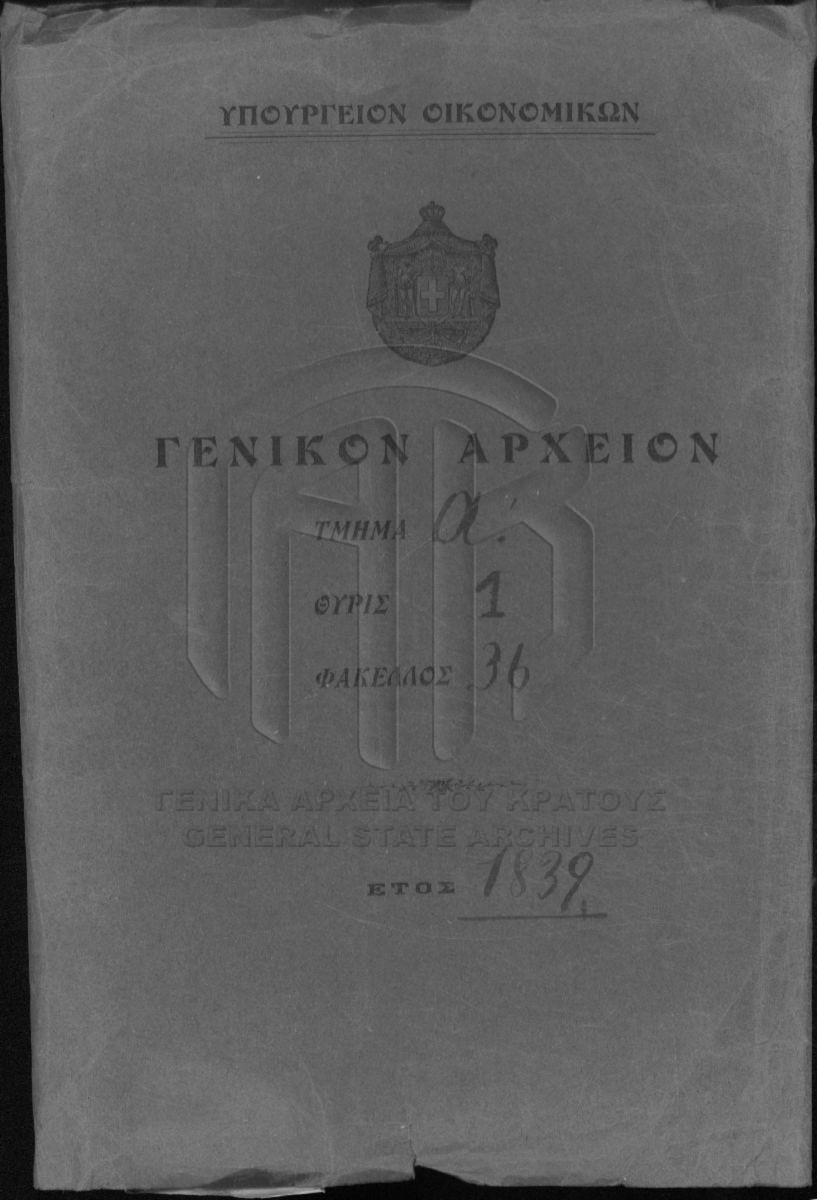 ΥΠΟΥΡΓΕΙΟΝ ΟΙΚΟΝΟΜΙΚΩΝ
ΓΕΝΙΚΟΝ ΑΡΧΕΙΟΝ
ΤΜΗΜΑ α'.
ΘΥΡΙΣ 1
ΦΑΚΕΛΛΟΣ 36
ΓΕΝΙΚΑ ΑΡΧΕΙΑ ΤΟΥ ΚΡΑΤΟΥΣ
GENERAL STATE ARCHIVES
ΕΤΟΣ 1839